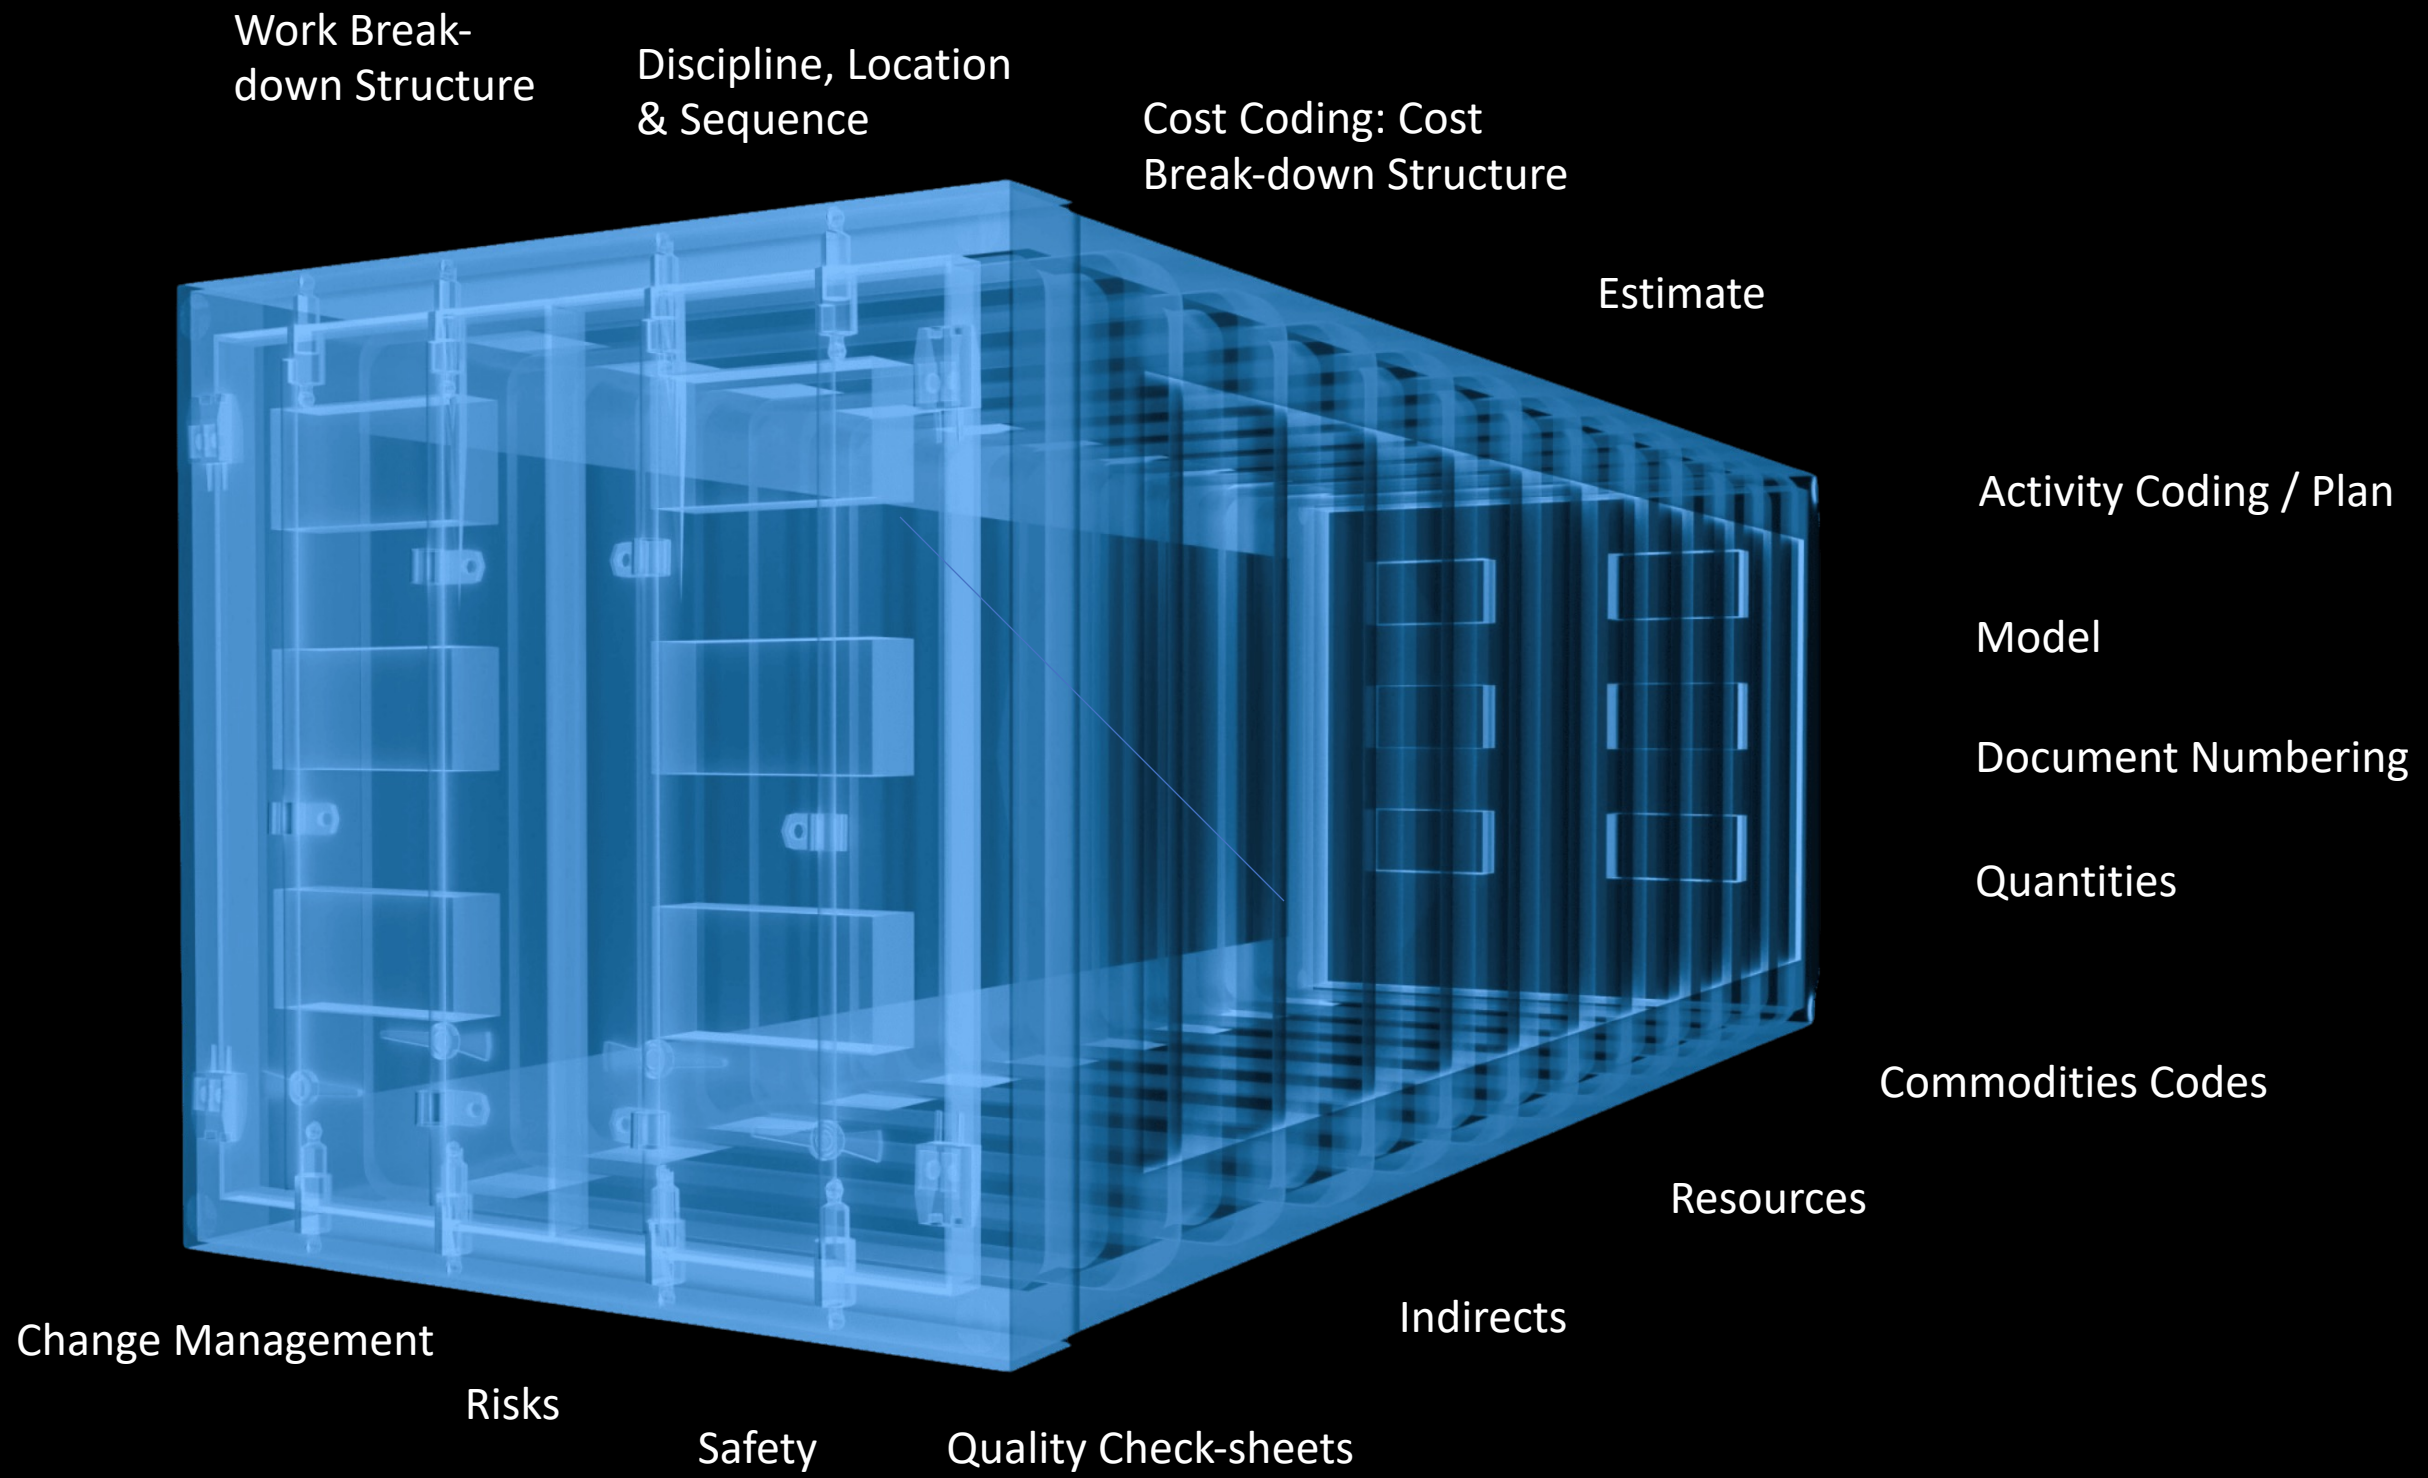 Work Break-
down Structure
Discipline, Location
& Sequence
Cost Coding: Cost
Break-down Structure
Estimate
Activity Coding / Plan
Model
Document Numbering
Quantities
Commodities Codes
Resources
Indirects
Change Management
Risks
Safety
Quality Check-sheets